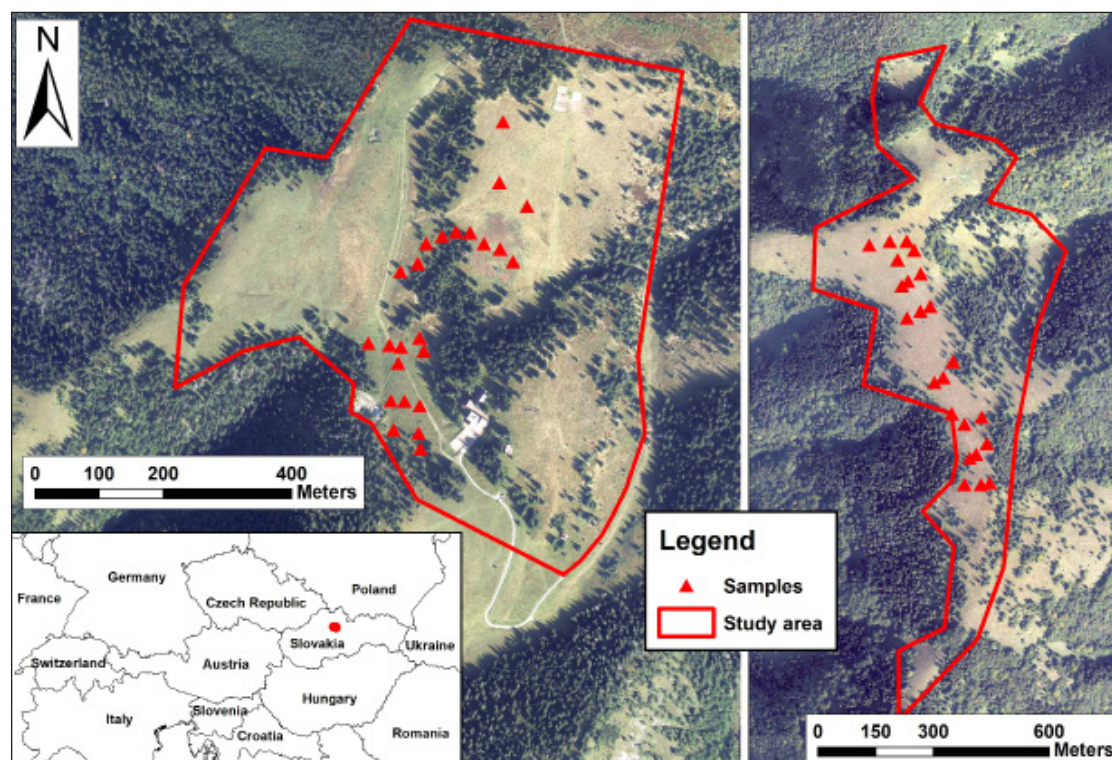 N
0 100 200 400
Meters
Germany
Poland
France
Czech Republic
Slovakia
Ukraine
Switzerland
Austria
Hungary
Italy
Slovenia
Croatia
Romania
Legend
Samples
Study area
0 150 300 600
Meters